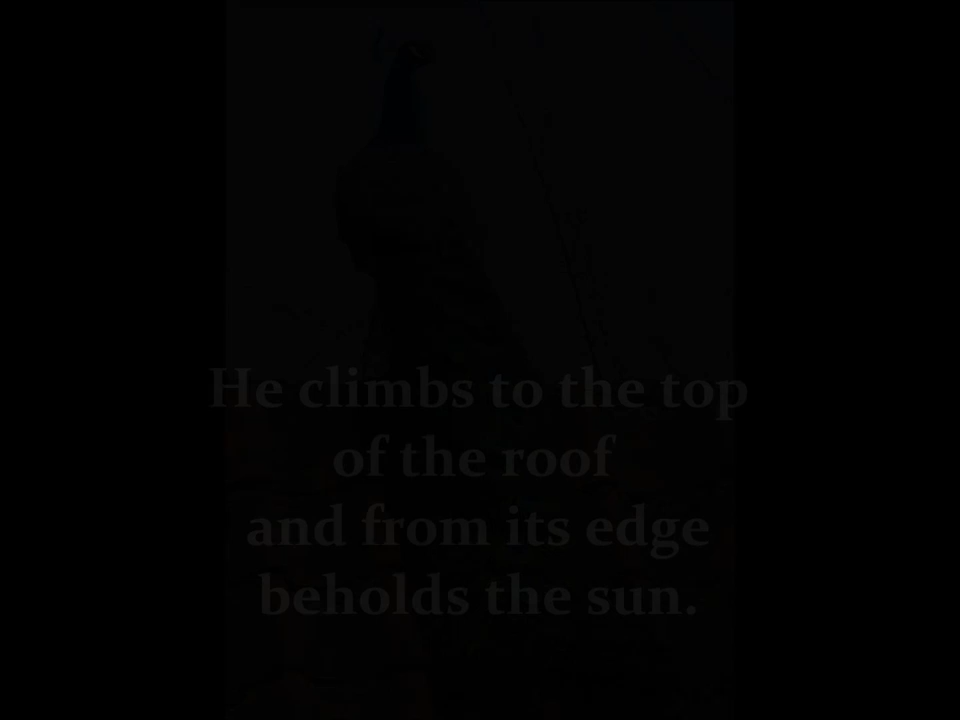 He climbs to the top
of the roof
and from its edge
beholds the sun.